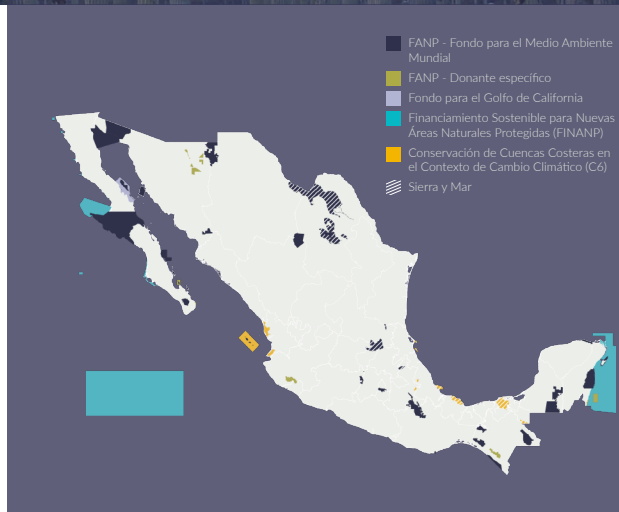 FANP - Fondo para el Medio Ambiente
Mundial
FANP - Donante específico
Fondo para el Golfo de California
Financiamiento Sostenible para Nuevas
Áreas Naturales Protegidas (FINANP)
Conservación de Cuencas Costeras en
el Contexto de Cambio Climático (C6)
Sierra y Mar